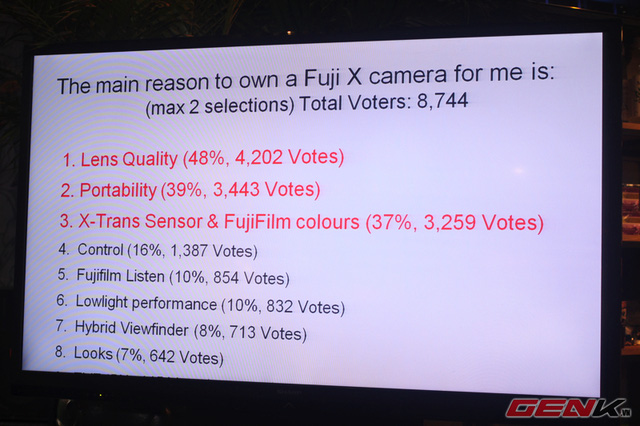 The main reason to own a Fuji X camera for me is:
(max 2 selections) Total Voters: 8,744
1. Lens Quality (48%, 4,202 Votes)
2. Portability (39%, 3,443 Votes)
3. X-Trans Sensor & FujiFilm colours (37%, 3,259 Votes)
4. Control (16%, 1,387 Votes)
5. Fujifilm Listen (10%, 854 Votes)
6. Lowlight performance (10%, 832 Votes)
7. Hybrid Viewfinder (8%, 713 Votes)
8. Looks (7%, 642 Votes)
GENK.VN